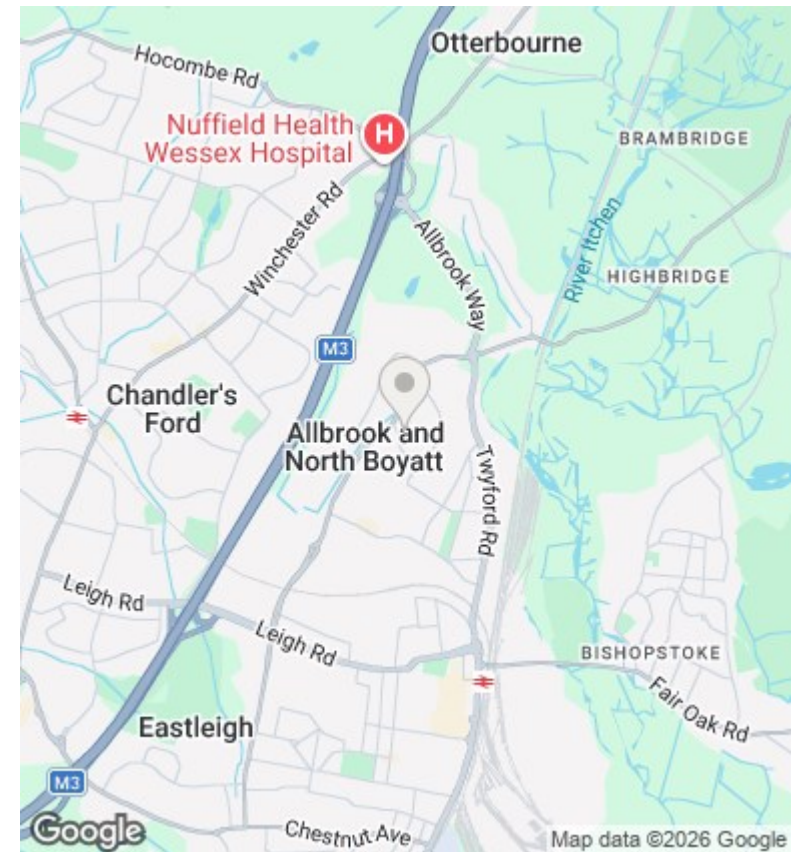 Otterbourne
Hocombe Rd
Nuffield Health
Wessex Hospital
H
BRAMBRIDGE
Winchester Rd
Allbrook Way
River Itchen
HIGHBRIDGE
M3
Chandler's
Ford
Allbrook and
North Boyatt
Twyford Rd
Leigh Rd
Leigh Rd
BISHOPSTOKE
Fair Oak Rd
Eastleigh
M3
Chestnut Ave
Google
Map data ©2026 Google